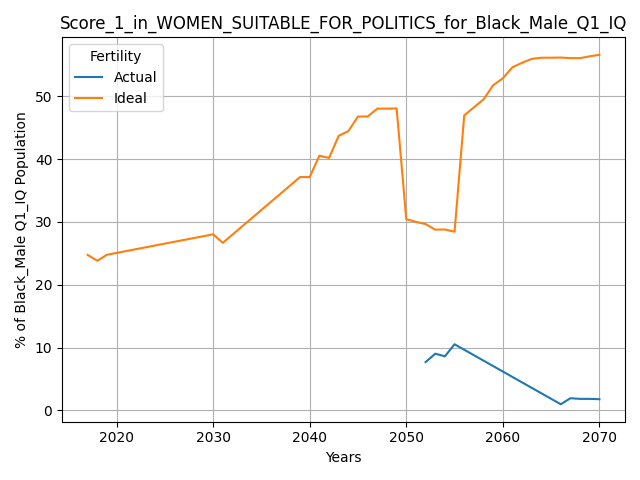 Score_1_in_WOMEN_SUITABLE_FOR_POLITICS_for_Black_Male_Q1_IQ
Fertility
Actual
Ideal
% of Black_Male Q1_IQ Population
50
40
30
20
10
0
2020 2030 2040 2050 2060 2070
Years